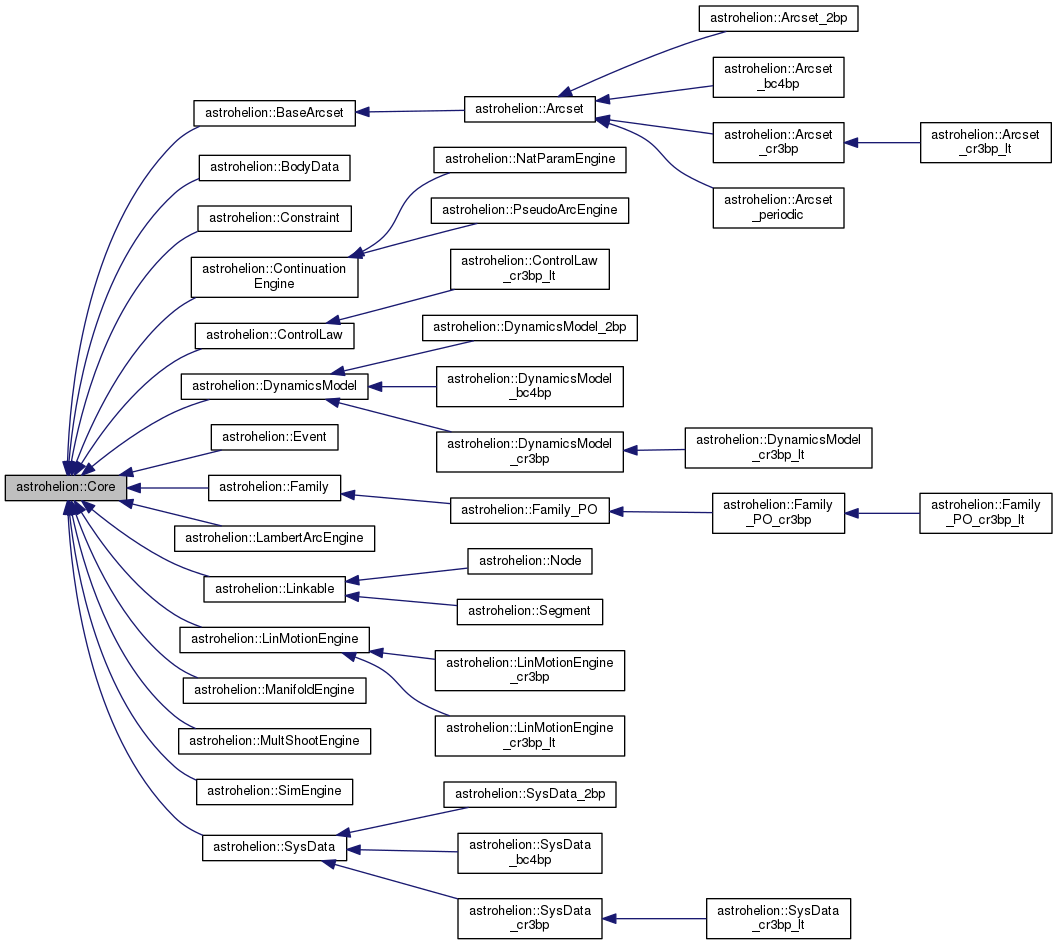 astrohelion::Arcset_2bp
astrohelion::Arcset
_bc4bp
astrohelion::BaseArcset
astrohelion::Arcset
astrohelion::Arcset
_cr3bp
astrohelion::Arcset
_cr3bp_lt
astrohelion::NatParamEngine
astrohelion::BodyData
astrohelion::Arcset
_periodic
astrohelion::PseudoArcEngine
astrohelion::Constraint
astrohelion::Continuation
Engine
astrohelion::ControlLaw
_cr3bp_lt
astrohelion::ControlLaw
astrohelion::DynamicsModel_2bp
astrohelion::DynamicsModel
astrohelion::DynamicsModel
_bc4bp
astrohelion::Event
astrohelion::DynamicsModel
_cr3bp
astrohelion::DynamicsModel
_cr3bp_lt
astrohelion::Core
astrohelion::Family
astrohelion::Family_PO
astrohelion::Family
_PO_cr3bp
astrohelion::Family
_PO_cr3bp_lt
astrohelion::LambertArcEngine
astrohelion::Node
astrohelion::Linkable
astrohelion::Segment
astrohelion::LinMotionEngine
astrohelion::LinMotionEngine
_cr3bp
astrohelion::ManifoldEngine
astrohelion::LinMotionEngine
_cr3bp_lt
astrohelion::MultShootEngine
astrohelion::SimEngine
astrohelion::SysData_2bp
astrohelion::SysData
astrohelion::SysData
_bc4bp
astrohelion::SysData
_cr3bp
astrohelion::SysData
_cr3bp_lt